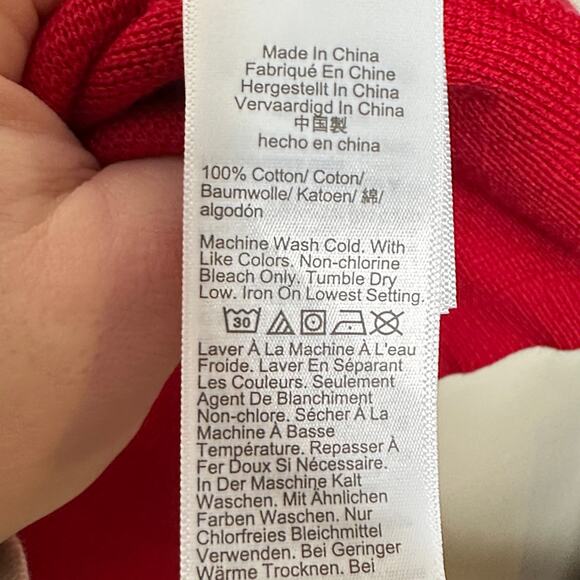 Made In China
Fabriqué En Chine
Hergestellt In China
Vervaardigd In China
中国製
hecho en china
100% Cotton/ Coton/
Baumwolle/ Katoen/ 綿/
algodón
Machine Wash Cold. With
Like Colors. Non-chlorine
Bleach Only. Tumble Dry
Low. Iron On Lowest Setting.
30
Laver À La Machine À L'eau
Froide. Laver En Séparant
Les Couleurs. Seulement
Agent De Blanchiment
Non-chlore. Sécher À La
Machine À Basse
Température. Repasser À
Fer Doux Si Nécessaire.
In Der Maschine Kalt
Waschen. Mit Ähnlichen
Farben Waschen. Nur
Chlorfreies Bleichmittel
Verwenden. Bei Geringer
Wärme Trocknen. Bei